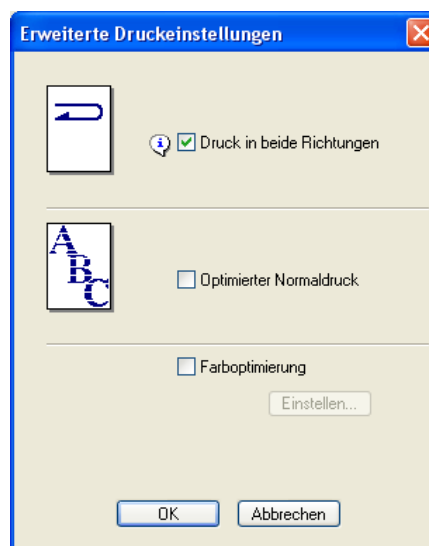 Erweiterte Druckeinstellungen
Druck in beide Richtungen
ABC
Optimierter Normaldruck
Farboptimierung
Einstellen...
OK
Abbrechen